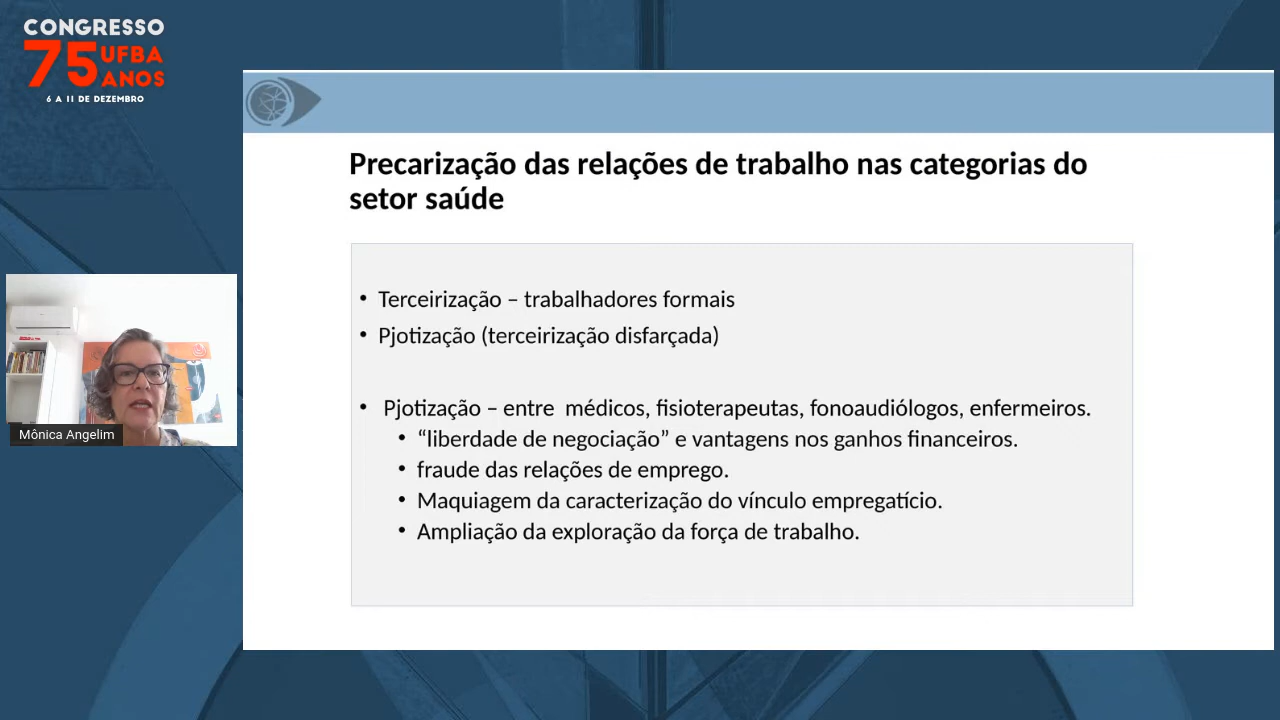 CONGRESSO
75 UFBA
ANOS
6 A 11 DE DEZEMBRO
Precarização das relações de trabalho nas categorias do
setor saúde
• Terceirização – trabalhadores formais
• Pjotização (terceirização disfarçada)
• Pjotização – entre médicos, fisioterapeutas, fonoaudiólogos, enfermeiros.
• “liberdade de negociação” e vantagens nos ganhos financeiros.
• fraude das relações de emprego.
• Maquiagem da caracterização do vínculo empregatício.
• Ampliação da exploração da força de trabalho.
Mônica Angelim